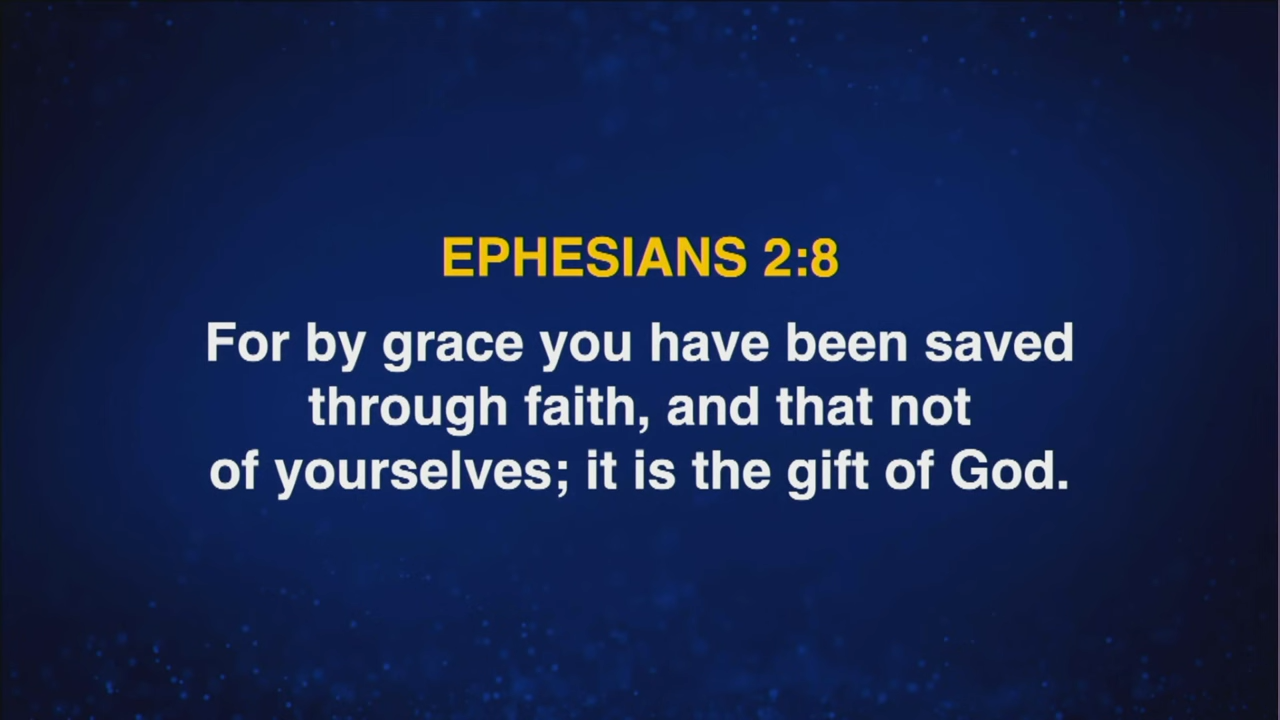 EPHESIANS 2:8
For by grace you have been saved
through faith, and that not
of yourselves; it is the gift of God.